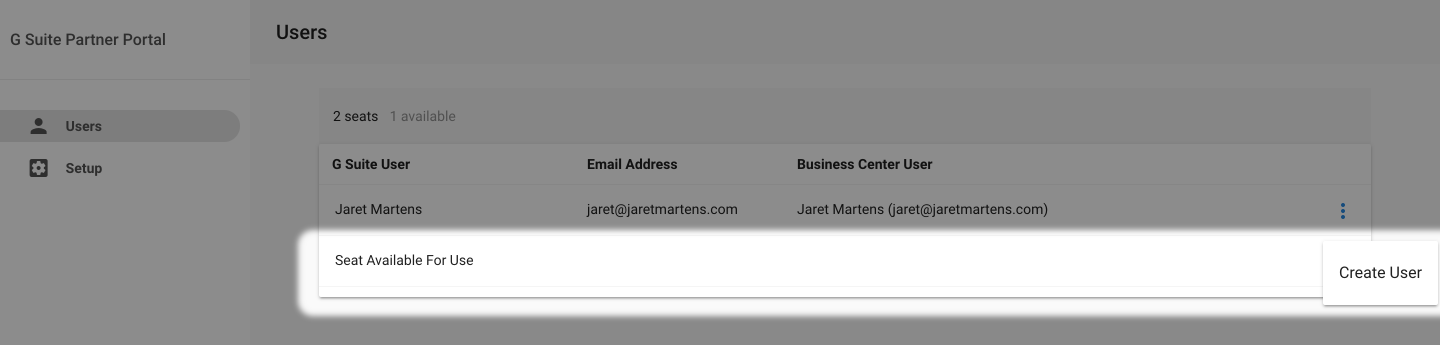 G Suite Partner Portal
Users
Users
Setup
2 seats 1 available
G Suite User Email Address Business Center User
Jaret Martens jaret@jaretmartens.com Jaret Martens (jaret@jaretmartens.com)
Seat Available For Use
Create User